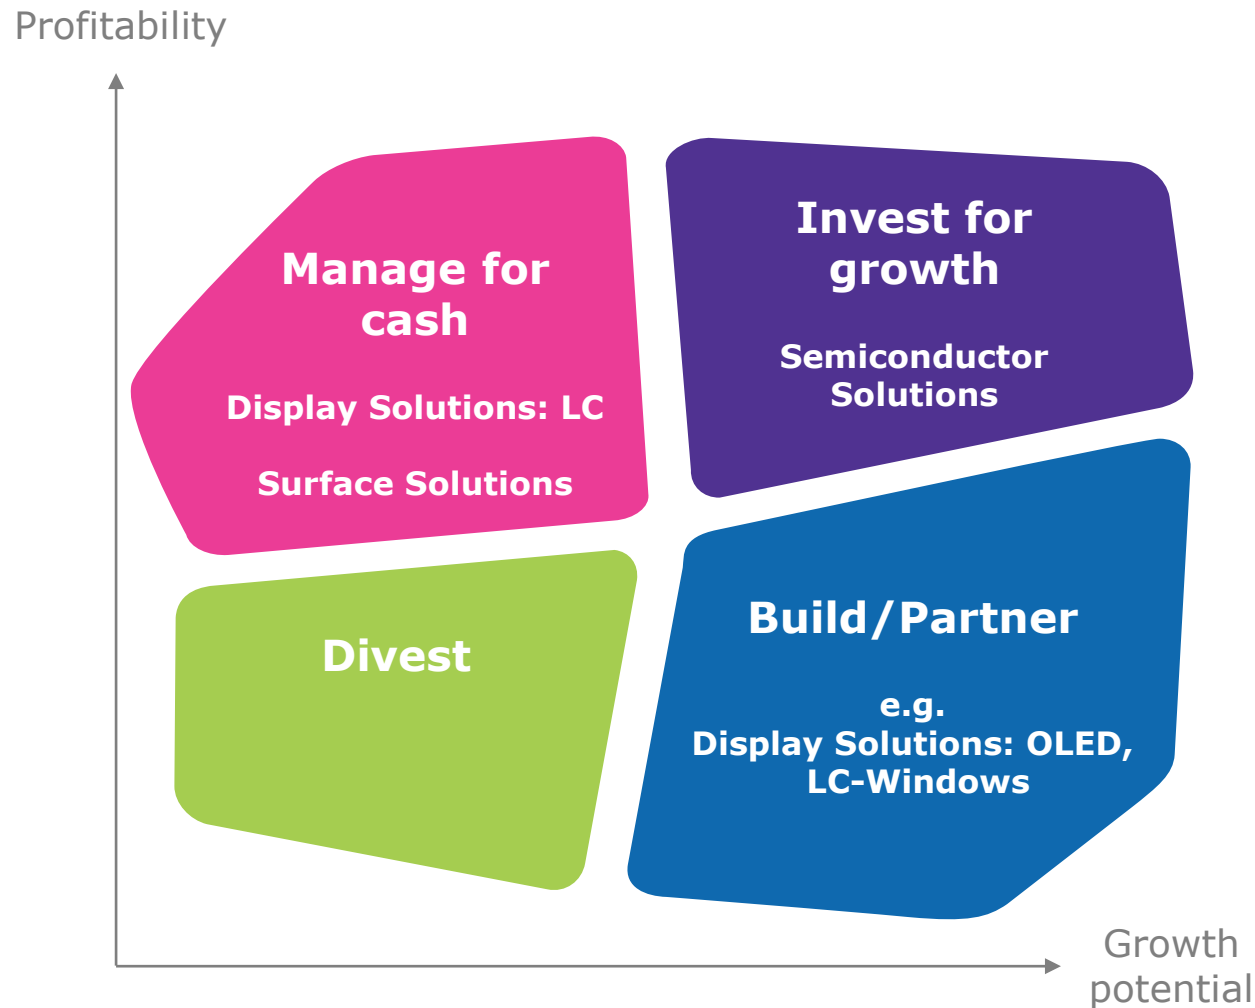 Profitability
Manage for
cash
Display Solutions: LC
Surface Solutions
Invest for
growth
Semiconductor
Solutions
Divest
Build/Partner
e.g.
Display Solutions: OLED,
LC–Windows
Growth
potential